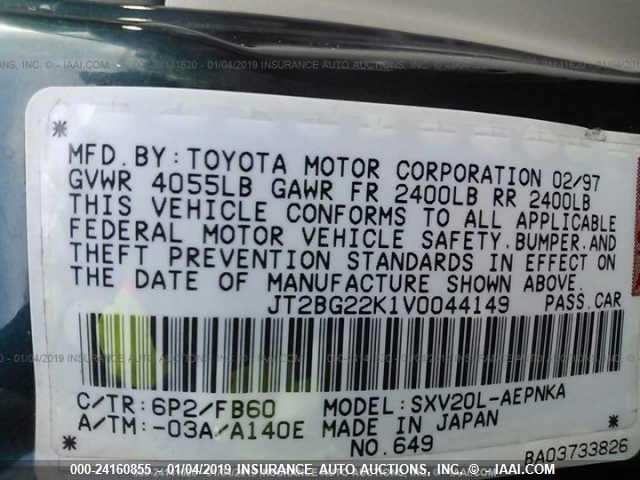 MFD. BY: TOYOTA MOTOR CORPORATION 02/97
GVWR 4055LB GAWR FR 2400LB RR 2400LB
THIS VEHICLE CONFORMS TO ALL APPLICABLE
FEDERAL MOTOR VEHICLE SAFETY. BUMPER. AND
THEFT PREVENTION STANDARDS IN EFFECT ON
THE DATE OF MANUFACTURE SHOWN ABOVE.
JT2BG22K1V0044149 PASS. CAR
C/TR: 6P2/FB60 MODEL: SXV20L-AEPNKA
A/TM: -03A/A140E MADE IN JAPAN
NO. 649
BA03733826
000-24160855 - 01/04/2019 INSURANCE AUTO AUCTIONS, INC. - IAAI.COM